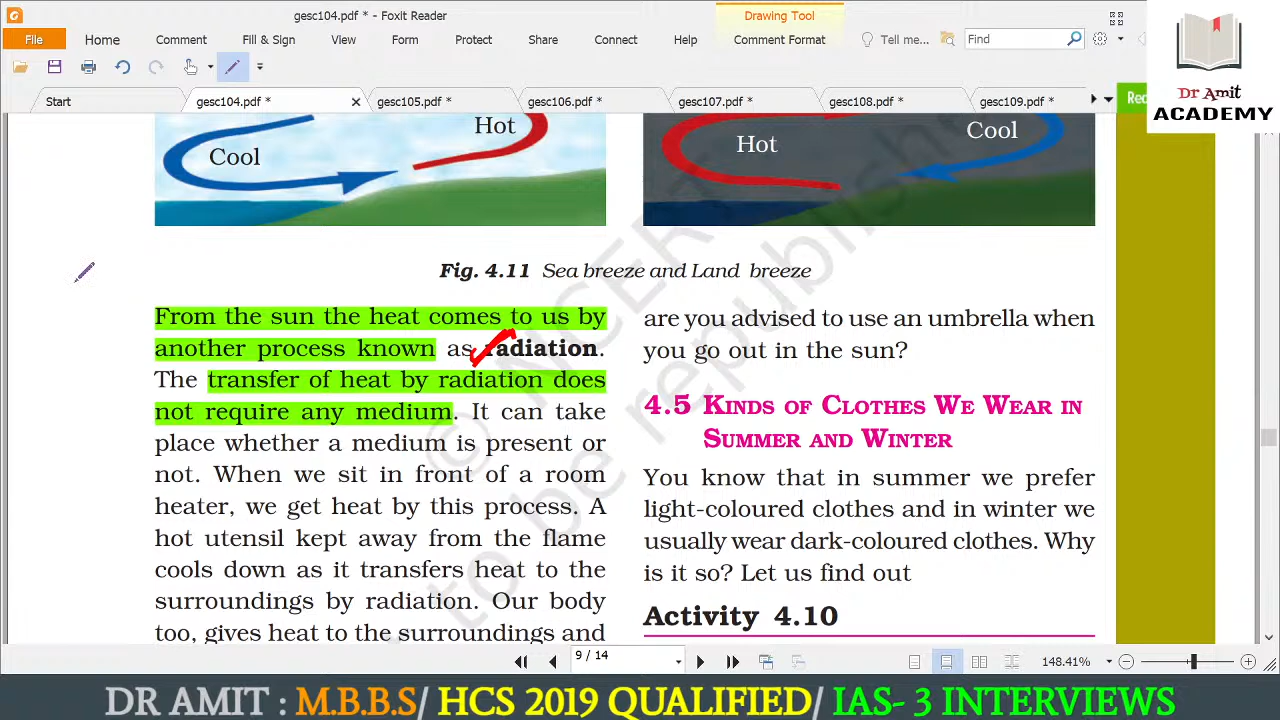 gesc104.pdf * - Foxit Reader
Drawing Tool
File Home Comment Fill & Sign View Form Protect Share Connect Help Comment Format Tell me... Find
Start gesc104.pdf * gesc105.pdf * gesc106.pdf * gesc107.pdf * gesc108.pdf * gesc109.pdf *
Dr Amit
ACADEMY
Hot
Cool
Cool
Hot
Fig. 4.11 Sea breeze and Land breeze
From the sun the heat comes to us by
another process known as radiation.
The transfer of heat by radiation does
not require any medium. It can take
place whether a medium is present or
not. When we sit in front of a room
heater, we get heat by this process. A
hot utensil kept away from the flame
cools down as it transfers heat to the
surroundings by radiation. Our body
too, gives heat to the surroundings and
are you advised to use an umbrella when
you go out in the sun?
4.5 KINDS OF CLOTHES WE WEAR IN
SUMMER AND WINTER
You know that in summer we prefer
light-coloured clothes and in winter we
usually wear dark-coloured clothes. Why
is it so? Let us find out
Activity 4.10
© NCERT
to be republished
9 / 14
148.41%
DR AMIT : M.B.B.S/ HCS 2019 QUALIFIED/ IAS- 3 INTERVIEWS